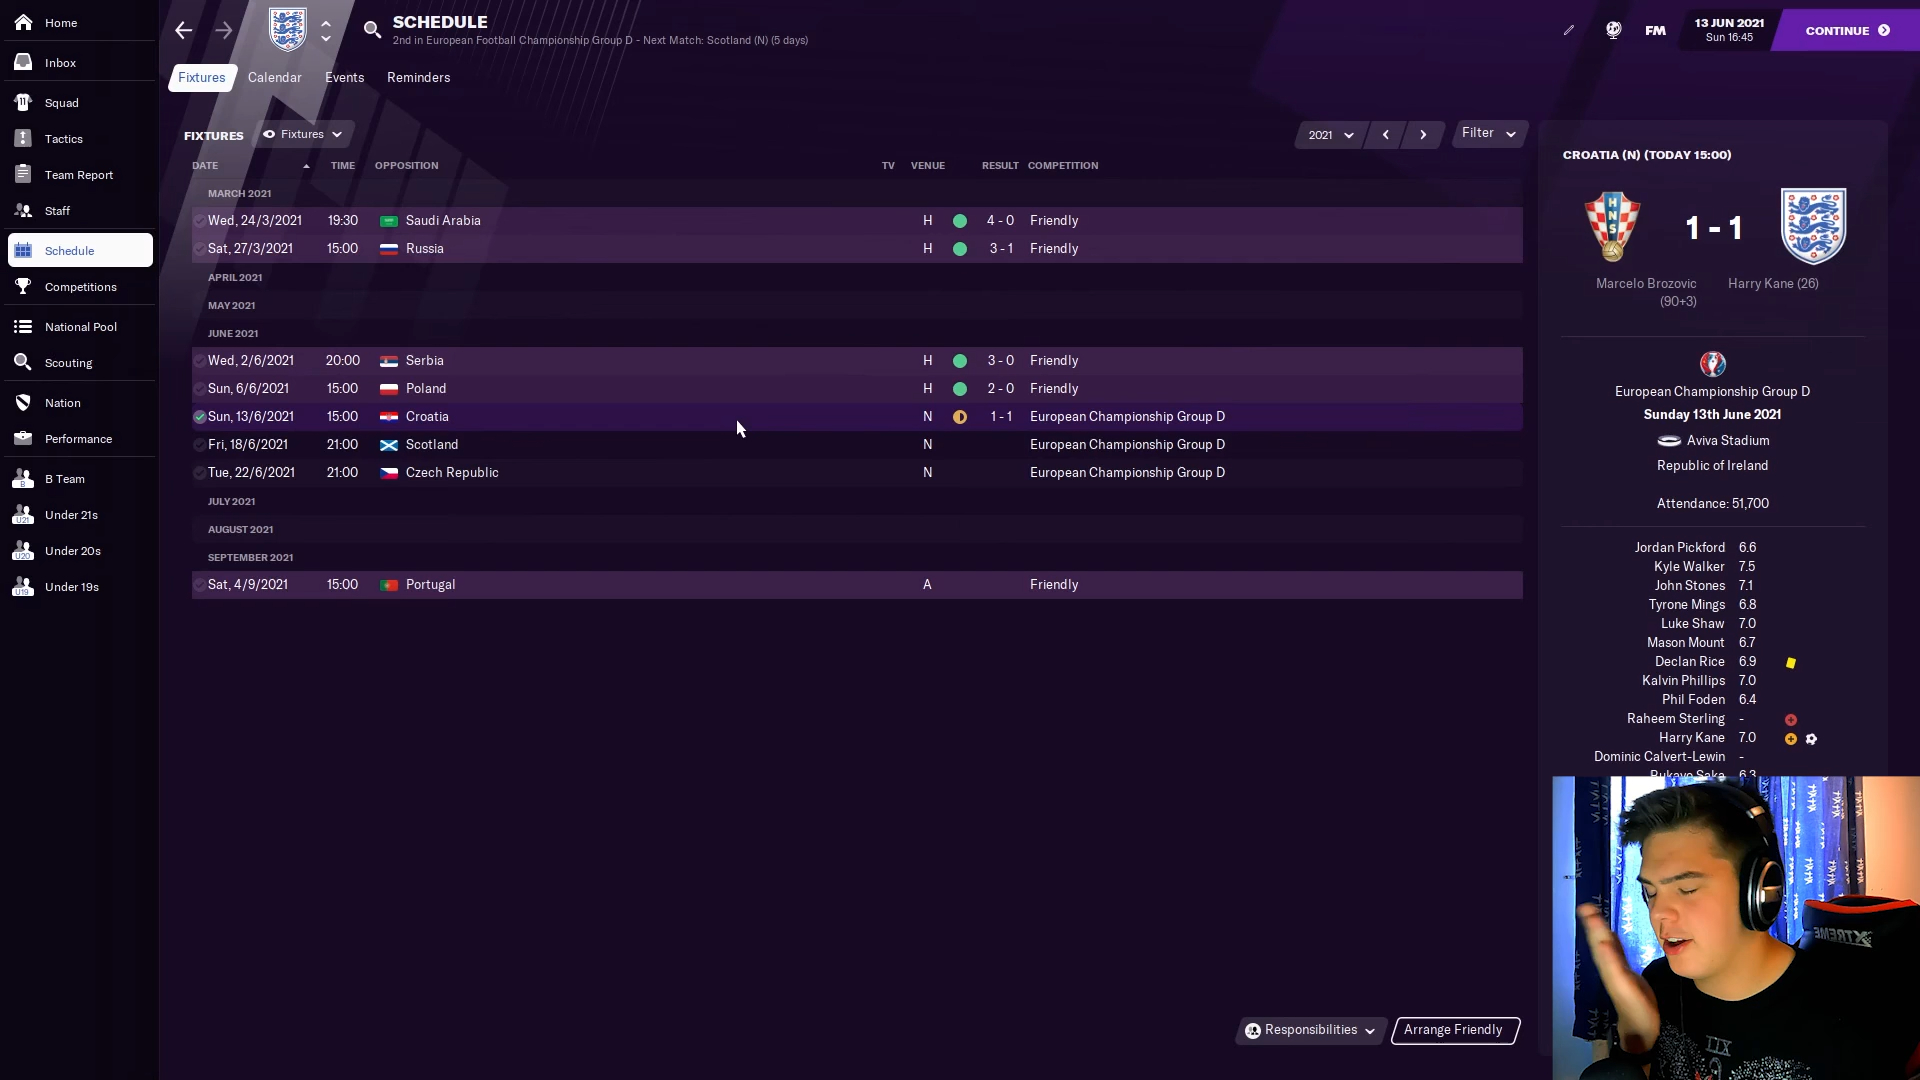 Home
Inbox
Squad
Tactics
Team Report
Staff
Schedule
Competitions
National Pool
Scouting
Nation
Performance
B Team
Under 21s
Under 20s
Under 19s
SCHEDULE
2nd in European Football Championship Group D - Next Match: Scotland (N) (5 days)
FM
13 JUN 2021
Sun 16:45
CONTINUE
Fixtures Calendar Events Reminders
FIXTURES Fixtures 2021 Filter
DATE TIME OPPOSITION TV VENUE RESULT COMPETITION
MARCH 2021
Wed, 24/3/2021 19:30 Saudi Arabia H 4 - 0 Friendly
Sat, 27/3/2021 15:00 Russia H 3 - 1 Friendly
APRIL 2021
MAY 2021
JUNE 2021
Wed, 2/6/2021 20:00 Serbia H 3 - 0 Friendly
Sun, 6/6/2021 15:00 Poland H 2 - 0 Friendly
Sun, 13/6/2021 15:00 Croatia N 1 - 1 European Championship Group D
Fri, 18/6/2021 21:00 Scotland N European Championship Group D
Tue, 22/6/2021 21:00 Czech Republic N European Championship Group D
JULY 2021
AUGUST 2021
SEPTEMBER 2021
Sat, 4/9/2021 15:00 Portugal A Friendly
Responsibilities Arrange Friendly
CROATIA (N) (TODAY 15:00)
HNS
1 - 1
Marcelo Brozovic Harry Kane (26)
(90+3)
European Championship Group D
Sunday 13th June 2021
Aviva Stadium
Republic of Ireland
Attendance: 51,700
Jordan Pickford 6.6
Kyle Walker 7.5
John Stones 7.1
Tyrone Mings 6.8
Luke Shaw 7.0
Mason Mount 6.7
Declan Rice 6.9
Kalvin Phillips 7.0
Phil Foden 6.4
Raheem Sterling -
Harry Kane 7.0
Dominic Calvert-Lewin -
Bukayo Saka 6.3
XTREME
XIX